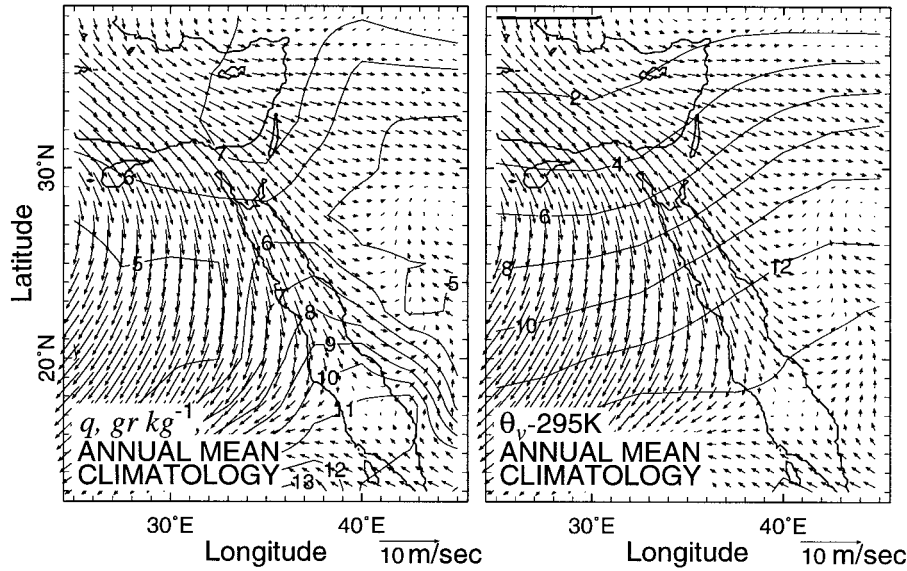 Latitude
30°N
20°N
6
5
6
8
9
10
11
12
13
5
q, gr kg⁻¹
ANNUAL MEAN
CLIMATOLOGY
30°E
40°E
Longitude
10 m/sec
2
4
6
8
10
12
θᵥ-295K
ANNUAL MEAN
CLIMATOLOGY
30°E
40°E
Longitude
10 m/sec